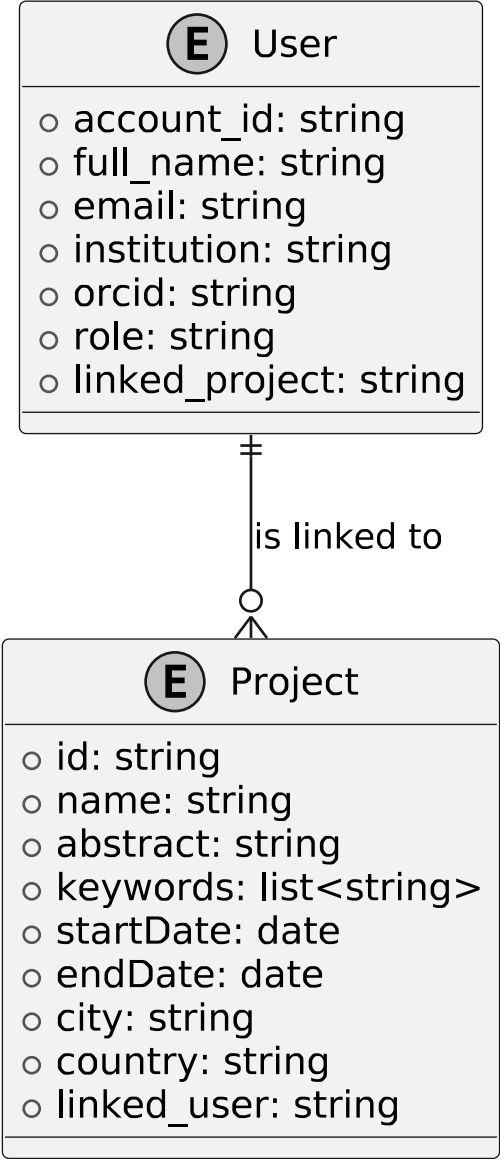 E User
account_id: string
full_name: string
email: string
institution: string
orcid: string
role: string
linked_project: string
is linked to
E Project
id: string
name: string
abstract: string
keywords: list<string>
startDate: date
endDate: date
city: string
country: string
linked_user: string